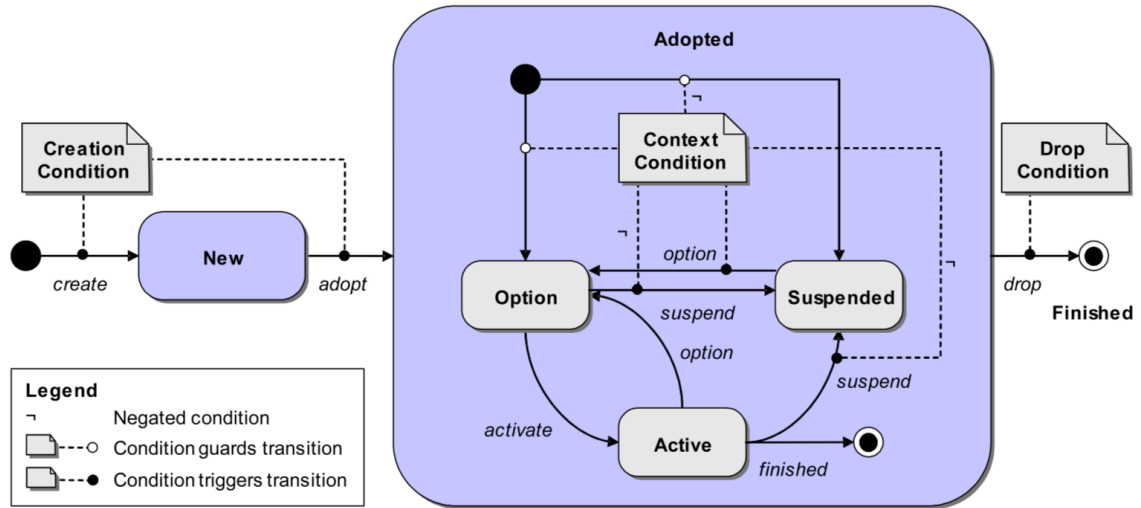 Adopted
¬
Creation
Condition
Context
Condition
Drop
Condition
¬
New
option
¬
create
adopt
Option
Suspended
drop
suspend
Finished
option
suspend
activate
Active
finished
Legend
¬ Negated condition
Condition guards transition
Condition triggers transition